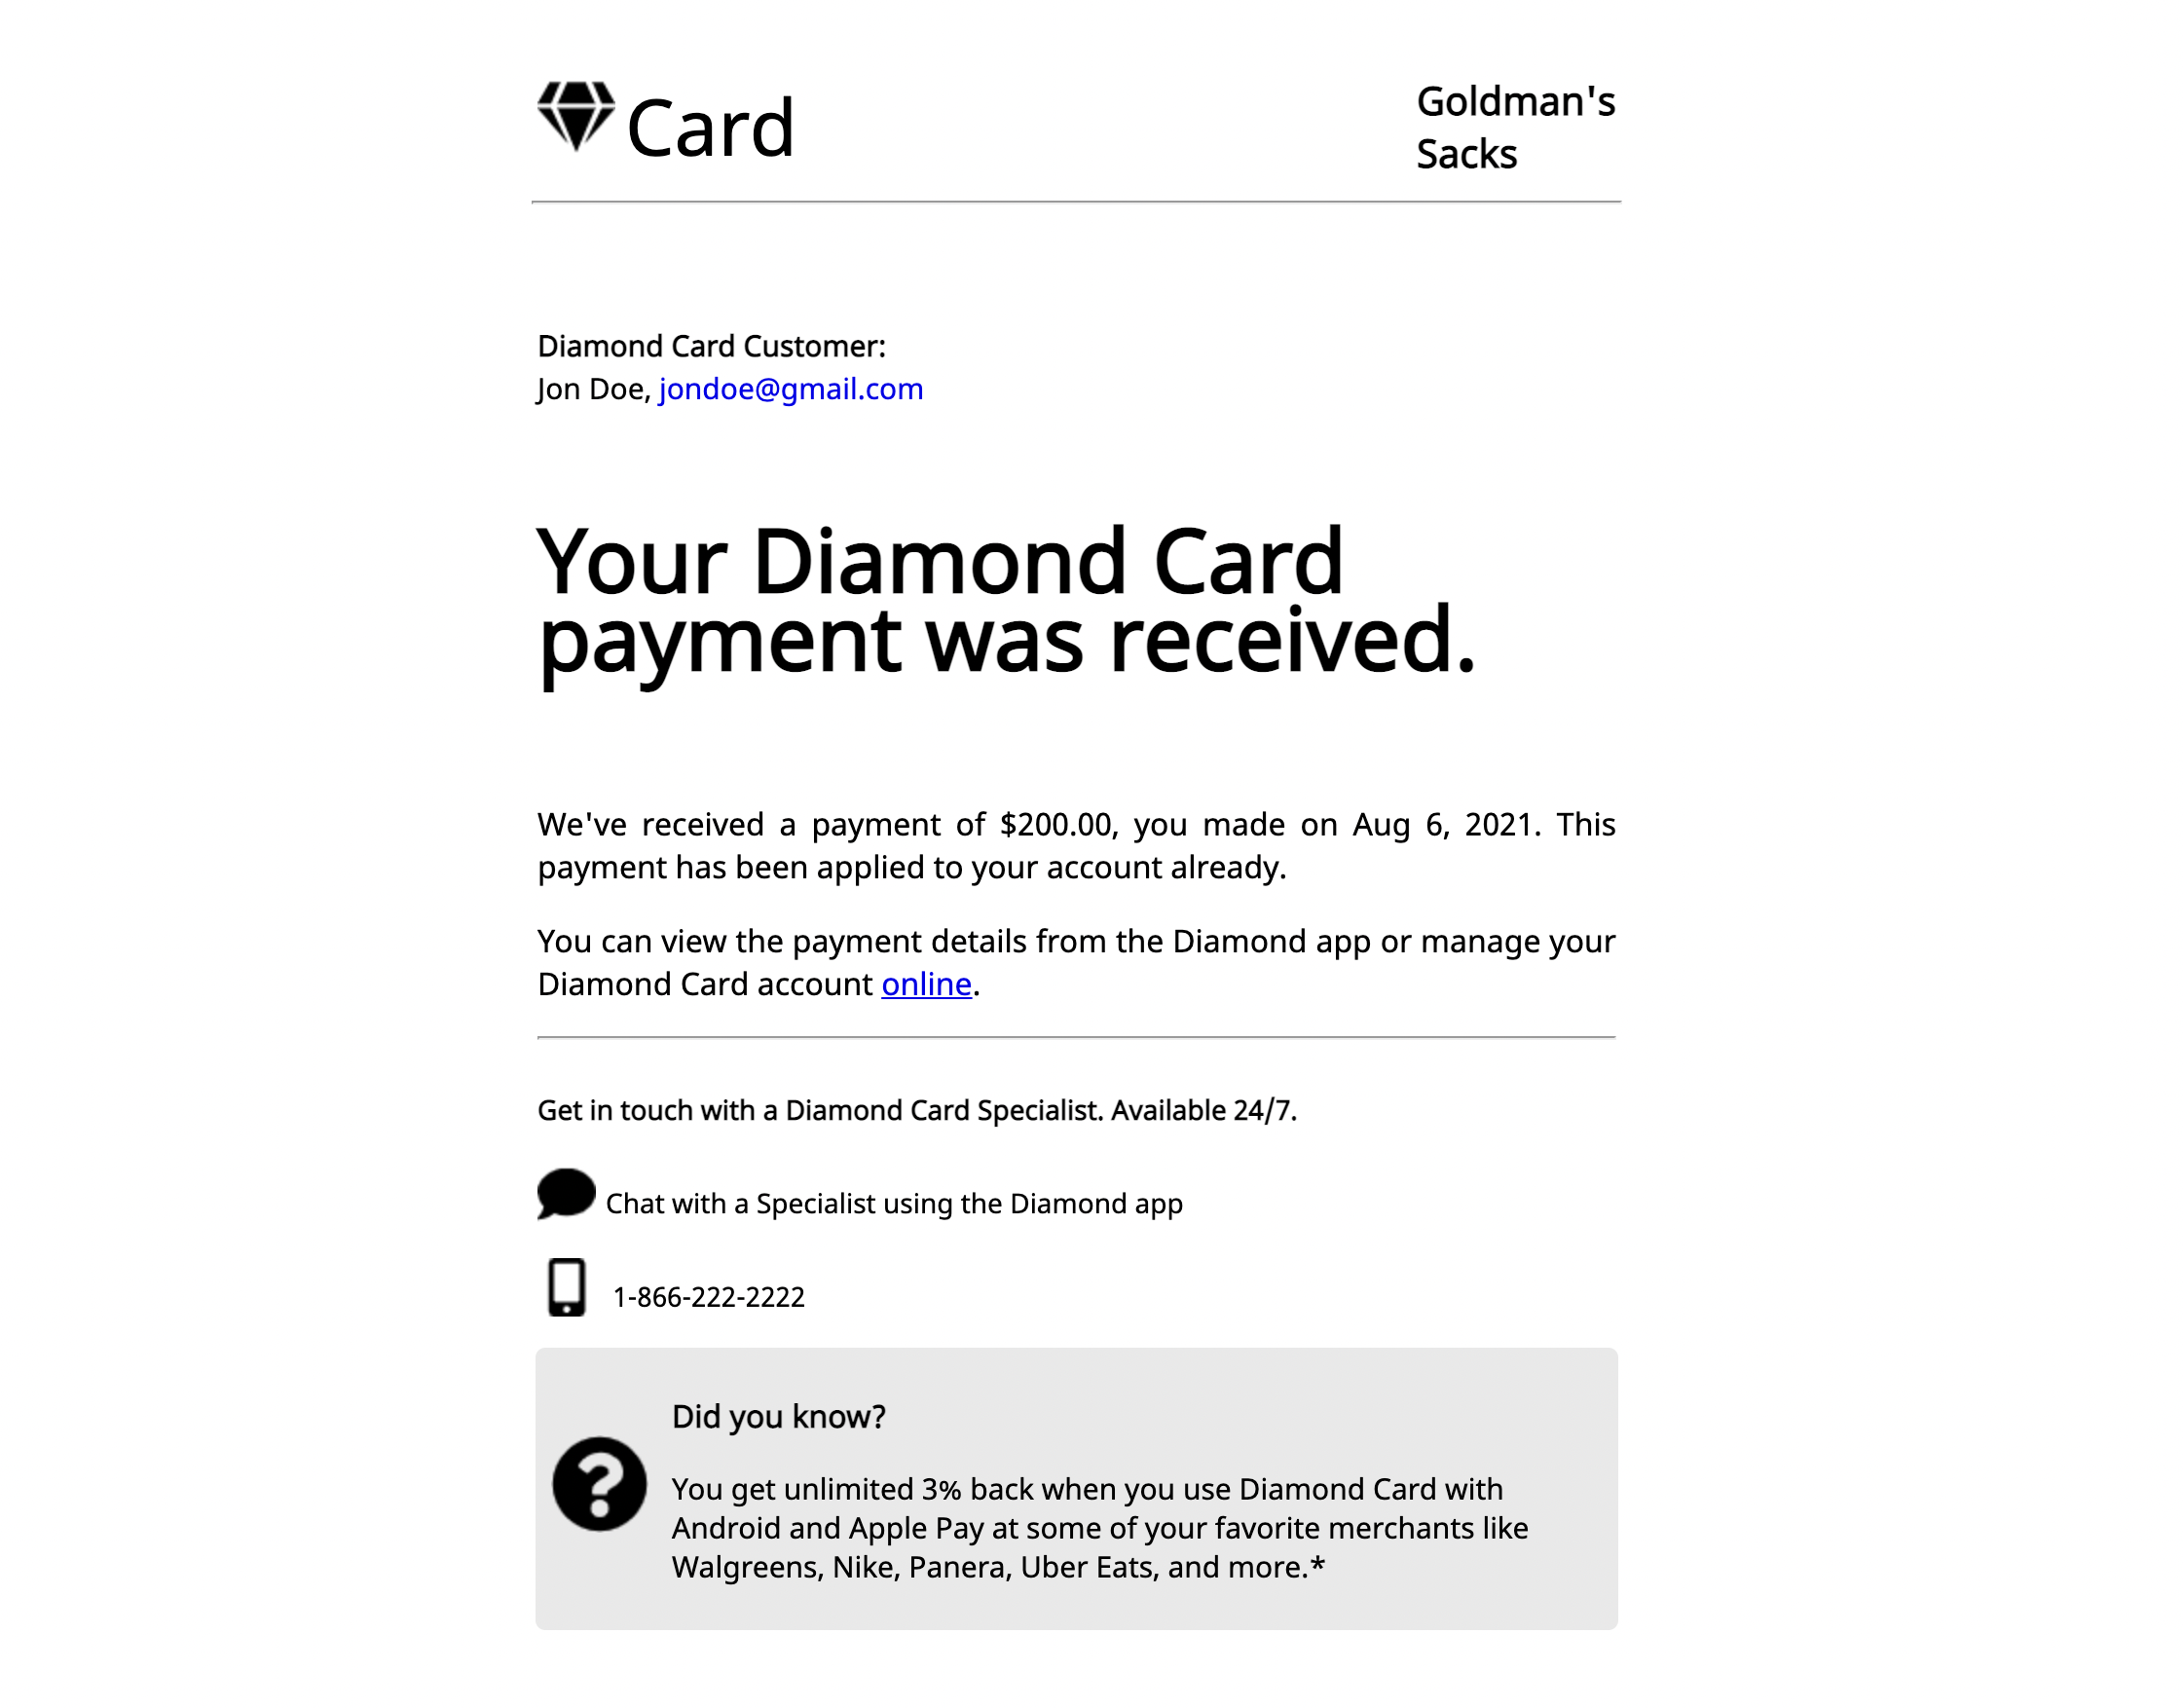 Card
Goldman's
Sacks
Diamond Card Customer:
Jon Doe, jondoe@gmail.com
Your Diamond Card
payment was received.
We've received a payment of $200.00, you made on Aug 6, 2021. This
payment has been applied to your account already.
You can view the payment details from the Diamond app or manage your
Diamond Card account online.
Get in touch with a Diamond Card Specialist. Available 24/7.
Chat with a Specialist using the Diamond app
1-866-222-2222
Did you know?
You get unlimited 3% back when you use Diamond Card with
Android and Apple Pay at some of your favorite merchants like
Walgreens, Nike, Panera, Uber Eats, and more.*